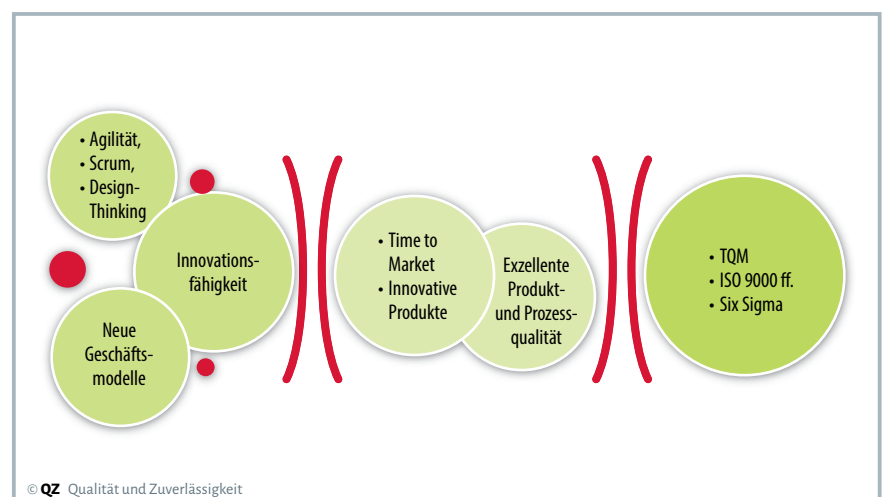 • Agilität,
• Scrum,
• Design-
Thinking
Innovations-
fähigkeit
Neue
Geschäfts-
modelle
• Time to
Market
• Innovative
Produkte
Exzellente
Produkt-
und Prozess-
qualität
• TQM
• ISO 9000 ff.
• Six Sigma
© QZ Qualität und Zuverlässigkeit